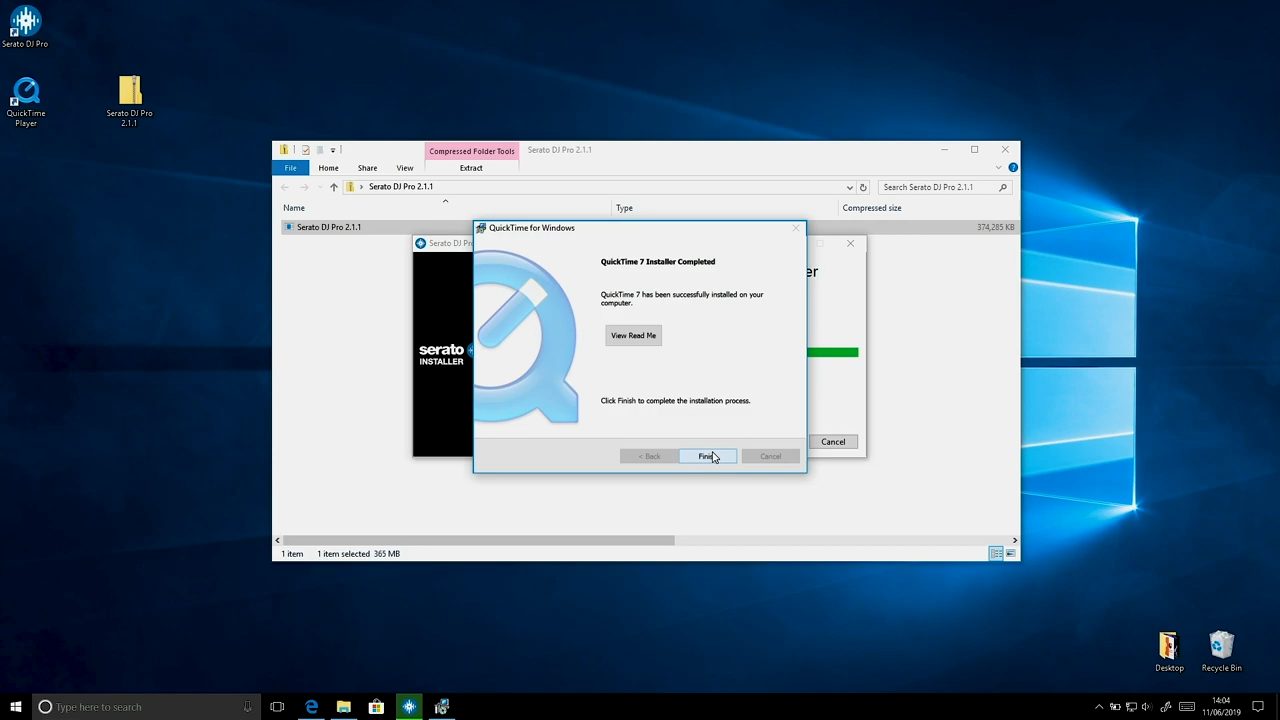 Serato DJ Pro
QuickTime
Player
Serato DJ Pro
2.1.1
Compressed Folder Tools
Serato DJ Pro 2.1.1
File
Home
Share
View
Extract
Serato DJ Pro 2.1.1
Search Serato DJ Pro 2.1.1
Name
Type
Compressed size
Serato DJ Pro 2.1.1
374,285 KB
Serato DJ Pr
er
serato
INSTALLER
Cancel
QuickTime for Windows
QuickTime 7 Installer Completed
QuickTime 7 has been successfully installed on your
computer.
View Read Me
Click Finish to complete the installation process.
< Back
Finis
Cancel
1 item
1 item selected 365 MB
Desktop
Recycle Bin
Type here to search
14:04
11/06/2019